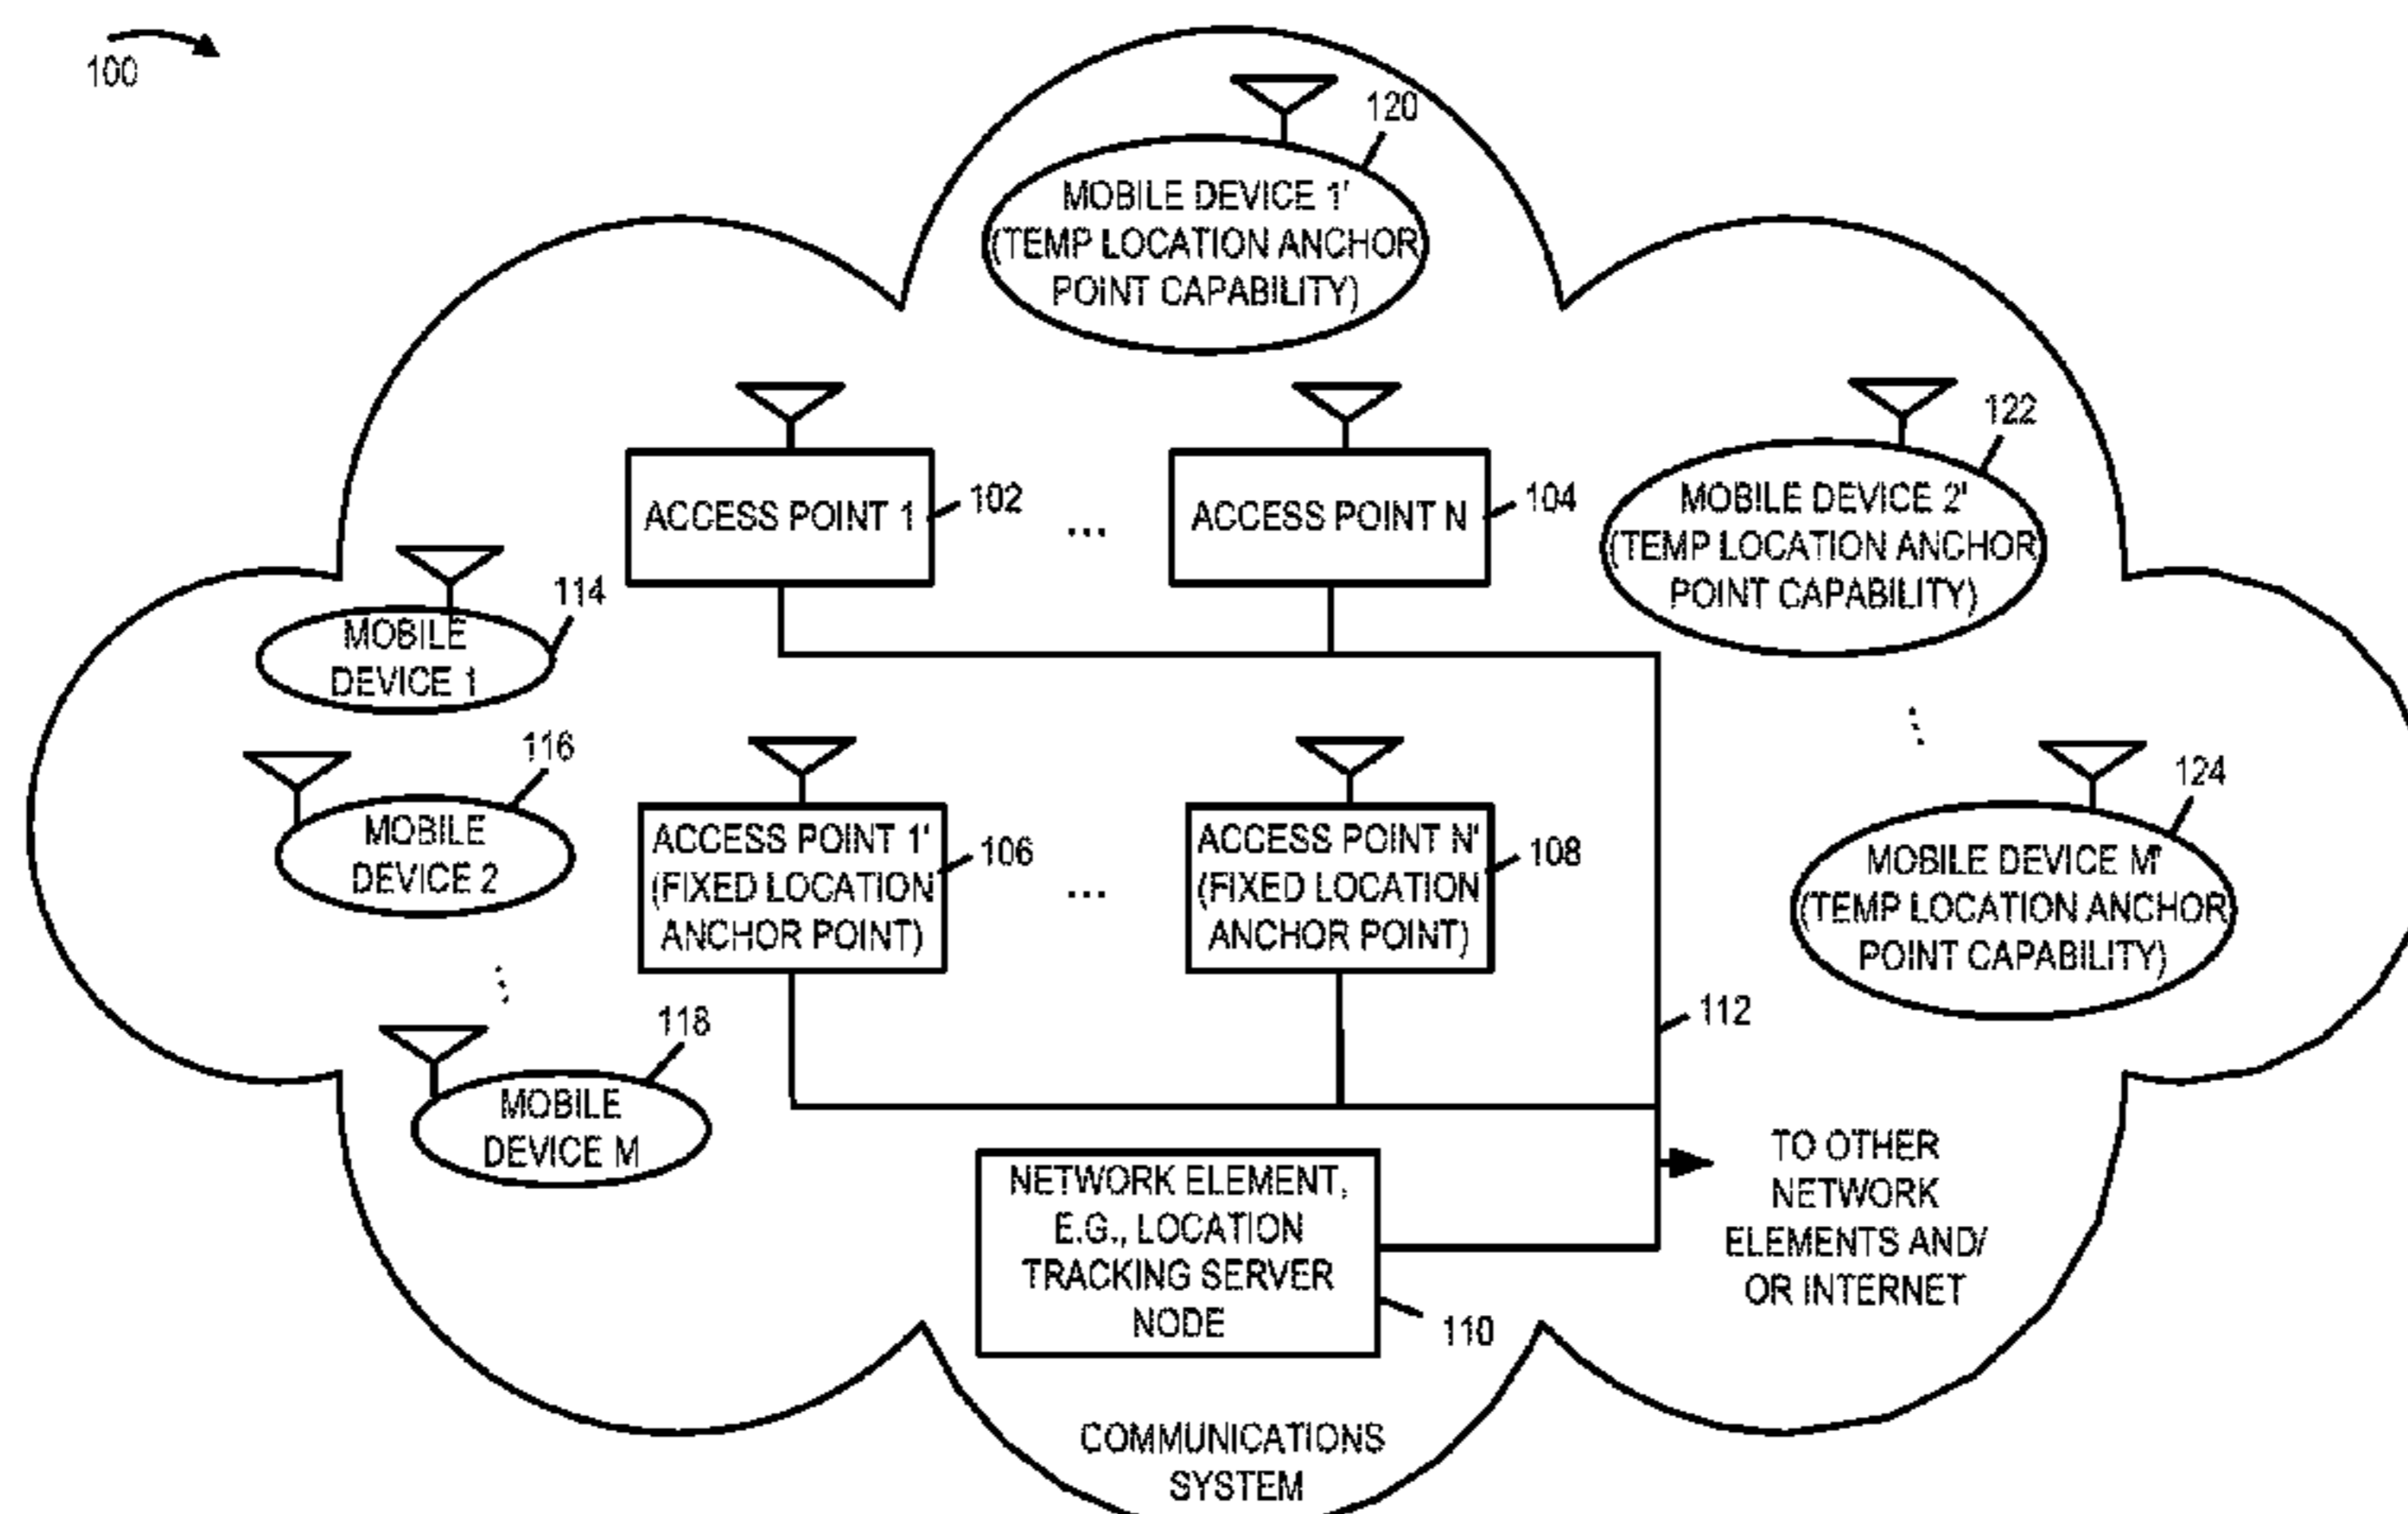 100
120
MOBILE DEVICE 1'
(TEMP LOCATION ANCHOR
POINT CAPABILITY)
122
MOBILE DEVICE 2'
(TEMP LOCATION ANCHOR
POINT CAPABILITY)
ACCESS POINT 1
102
...
ACCESS POINT N
104
114
MOBILE
DEVICE 1
116
MOBILE
DEVICE 2
ACCESS POINT 1'
(FIXED LOCATION
ANCHOR POINT)
106
...
ACCESS POINT N'
(FIXED LOCATION
ANCHOR POINT)
108
124
MOBILE DEVICE M'
(TEMP LOCATION ANCHOR
POINT CAPABILITY)
118
MOBILE
DEVICE M
112
NETWORK ELEMENT,
E.G., LOCATION
TRACKING SERVER
NODE
110
TO OTHER
NETWORK
ELEMENTS AND/
OR INTERNET
COMMUNICATIONS
SYSTEM